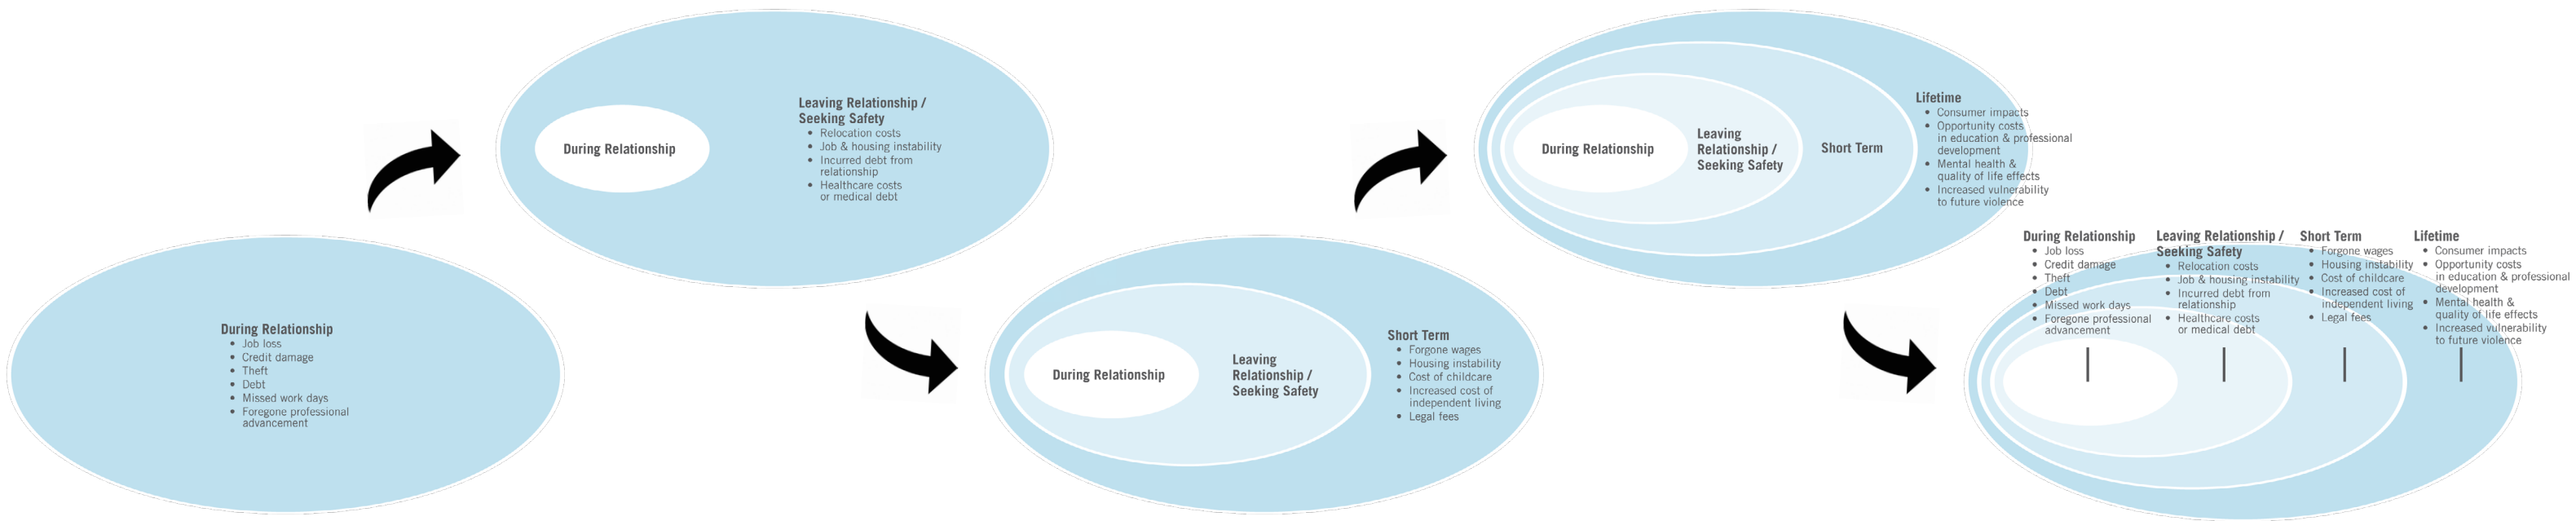 During Relationship
• Job loss
• Credit damage
• Theft
• Debt
• Missed work days
• Foregone professional
advancement
During Relationship
Leaving Relationship /
Seeking Safety
• Relocation costs
• Job & housing instability
• Incurred debt from
relationship
• Healthcare costs
or medical debt
During Relationship
Leaving
Relationship /
Seeking Safety
Short Term
• Forgone wages
• Housing instability
• Cost of childcare
• Increased cost of
independent living
• Legal fees
During Relationship
Leaving
Relationship /
Seeking Safety
Short Term
Lifetime
• Consumer impacts
• Opportunity costs
in education & professional
development
• Mental health &
quality of life effects
• Increased vulnerability
to future violence
During Relationship
• Job loss
• Credit damage
• Theft
• Debt
• Missed work days
• Foregone professional
advancement
Leaving Relationship /
Seeking Safety
• Relocation costs
• Job & housing instability
• Incurred debt from
relationship
• Healthcare costs
or medical debt
Short Term
• Forgone wages
• Housing instability
• Cost of childcare
• Increased cost of
independent living
• Legal fees
Lifetime
• Consumer impacts
• Opportunity costs
in education & professional
development
• Mental health &
quality of life effects
• Increased vulnerability
to future violence